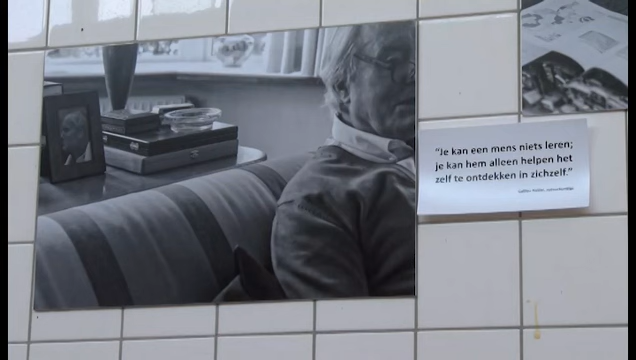 "Je kan een mens niets leren;
je kan hem alleen helpen het
zelf te ontdekken in zichzelf."